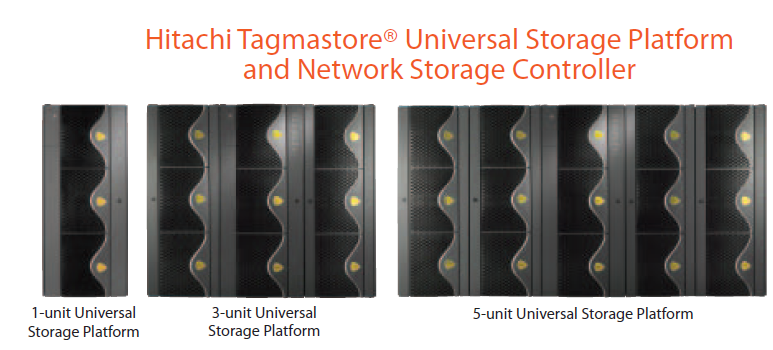 Hitachi Tagmastore® Universal Storage Platform
and Network Storage Controller
1-unit Universal
Storage Platform
3-unit Universal
Storage Platform
5-unit Universal Storage Platform